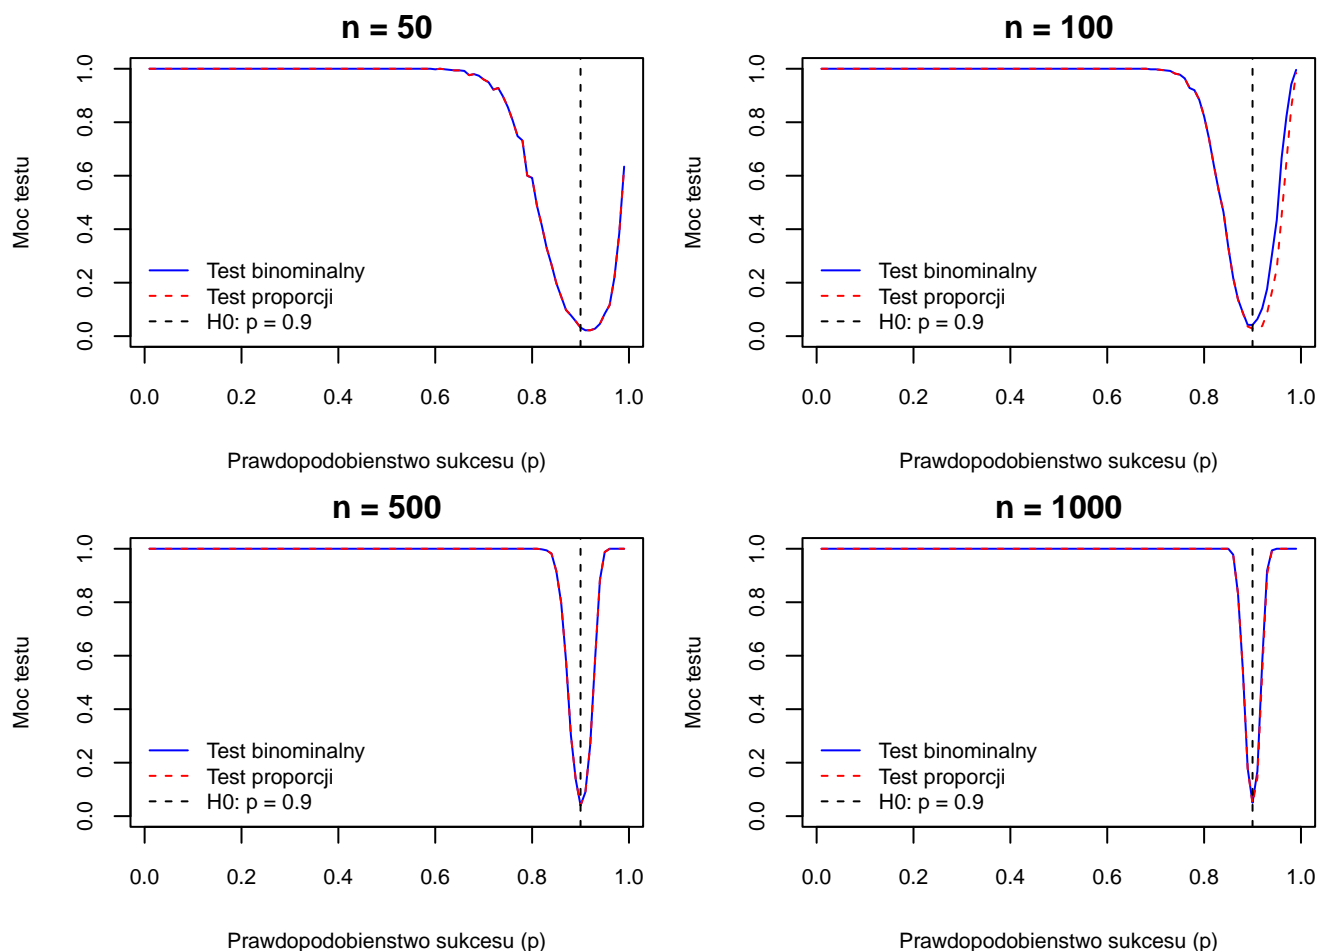 n = 50
Moc testu
0.0 0.2 0.4 0.6 0.8 1.0
Test binominalny
Test proporcji
H0: p = 0.9
0.0 0.2 0.4 0.6 0.8 1.0
Prawdopodobienstwo sukcesu (p)
n = 100
Moc testu
0.0 0.2 0.4 0.6 0.8 1.0
Test binominalny
Test proporcji
H0: p = 0.9
0.0 0.2 0.4 0.6 0.8 1.0
Prawdopodobienstwo sukcesu (p)
n = 500
Moc testu
0.0 0.2 0.4 0.6 0.8 1.0
Test binominalny
Test proporcji
H0: p = 0.9
0.0 0.2 0.4 0.6 0.8 1.0
Prawdopodobienstwo sukcesu (p)
n = 1000
Moc testu
0.0 0.2 0.4 0.6 0.8 1.0
Test binominalny
Test proporcji
H0: p = 0.9
0.0 0.2 0.4 0.6 0.8 1.0
Prawdopodobienstwo sukcesu (p)